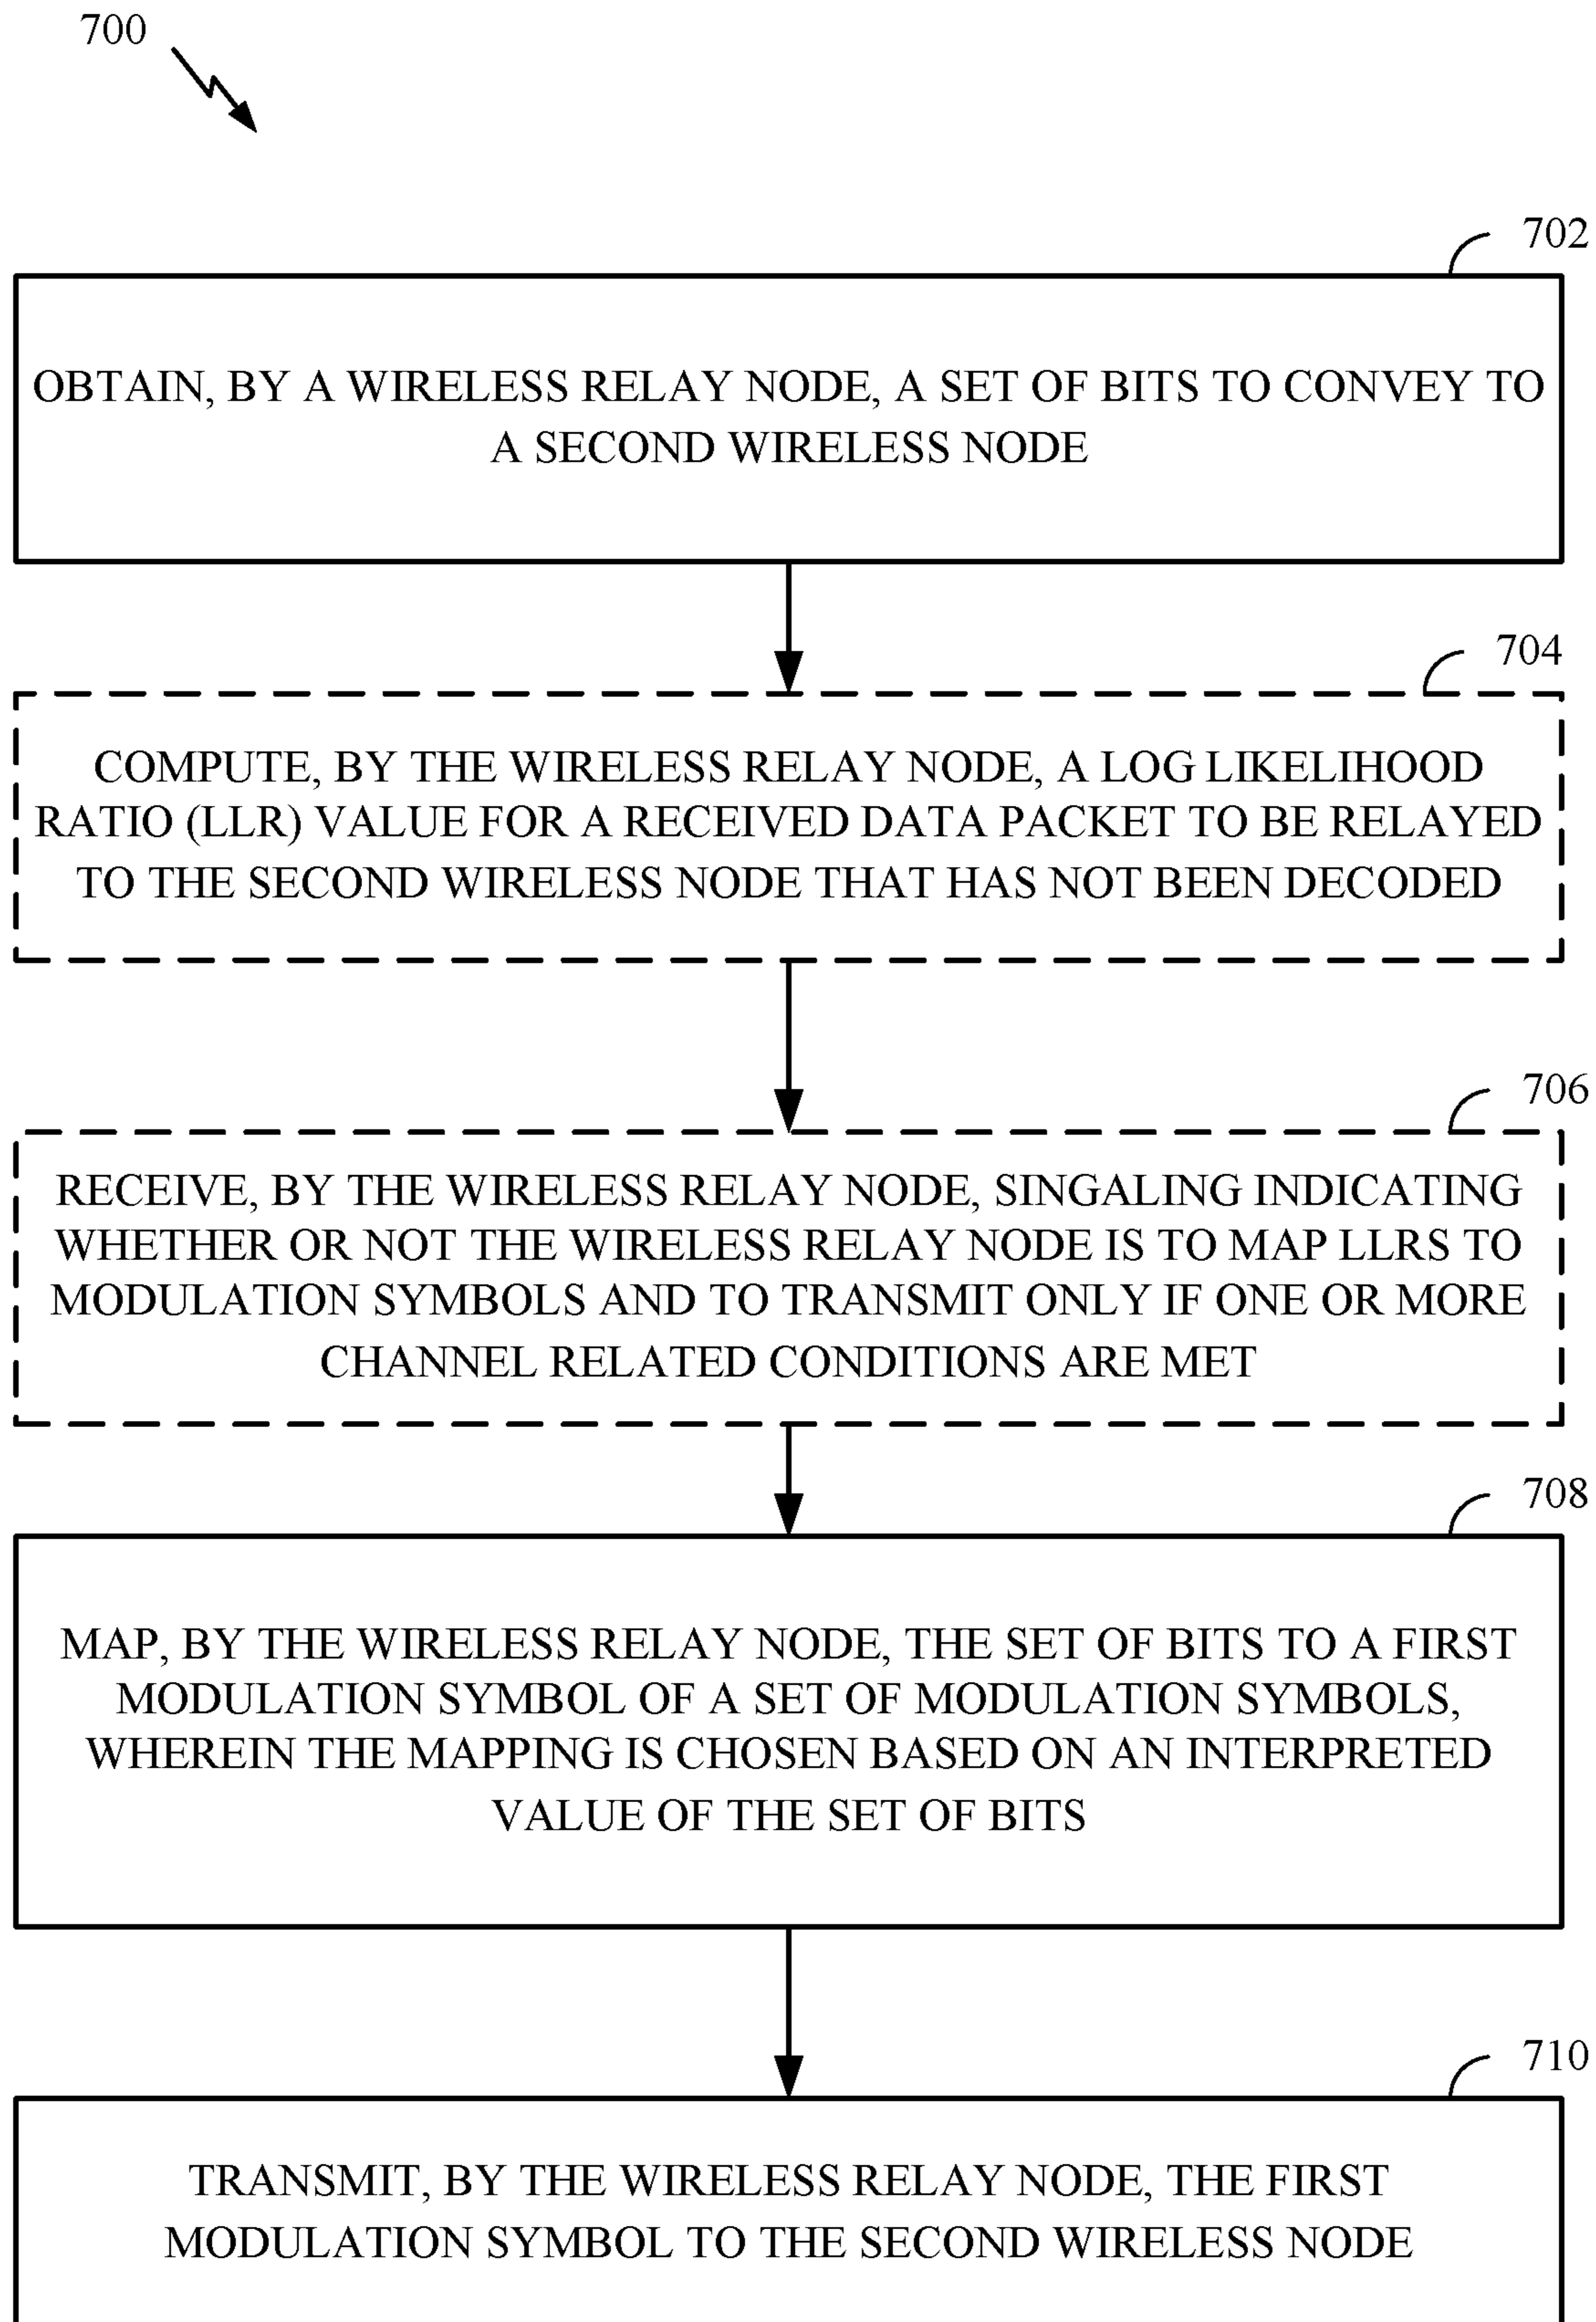 700
702
OBTAIN, BY A WIRELESS RELAY NODE, A SET OF BITS TO CONVEY TO
A SECOND WIRELESS NODE
704
COMPUTE, BY THE WIRELESS RELAY NODE, A LOG LIKELIHOOD
RATIO (LLR) VALUE FOR A RECEIVED DATA PACKET TO BE RELAYED
TO THE SECOND WIRELESS NODE THAT HAS NOT BEEN DECODED
706
RECEIVE, BY THE WIRELESS RELAY NODE, SINGALING INDICATING
WHETHER OR NOT THE WIRELESS RELAY NODE IS TO MAP LLRS TO
MODULATION SYMBOLS AND TO TRANSMIT ONLY IF ONE OR MORE
CHANNEL RELATED CONDITIONS ARE MET
708
MAP, BY THE WIRELESS RELAY NODE, THE SET OF BITS TO A FIRST
MODULATION SYMBOL OF A SET OF MODULATION SYMBOLS,
WHEREIN THE MAPPING IS CHOSEN BASED ON AN INTERPRETED
VALUE OF THE SET OF BITS
710
TRANSMIT, BY THE WIRELESS RELAY NODE, THE FIRST
MODULATION SYMBOL TO THE SECOND WIRELESS NODE